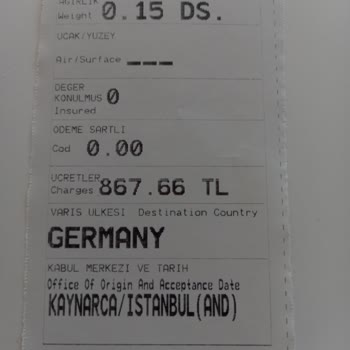 AGIRLIK
Weight 0.15 DS.
UCAK/YUZEY
Air/Surface ---
DEGER
KONULMUS 0
Insured
ODEME SARTLI
Cod 0.00
UCRETLER
Charges 867.66 TL
VARIS ULKESI Destination Country
GERMANY
KABUL MERKEZI VE TARIH
Office Of Origin And Acceptance Date
KAYNARCA/ISTANBUL(AND)